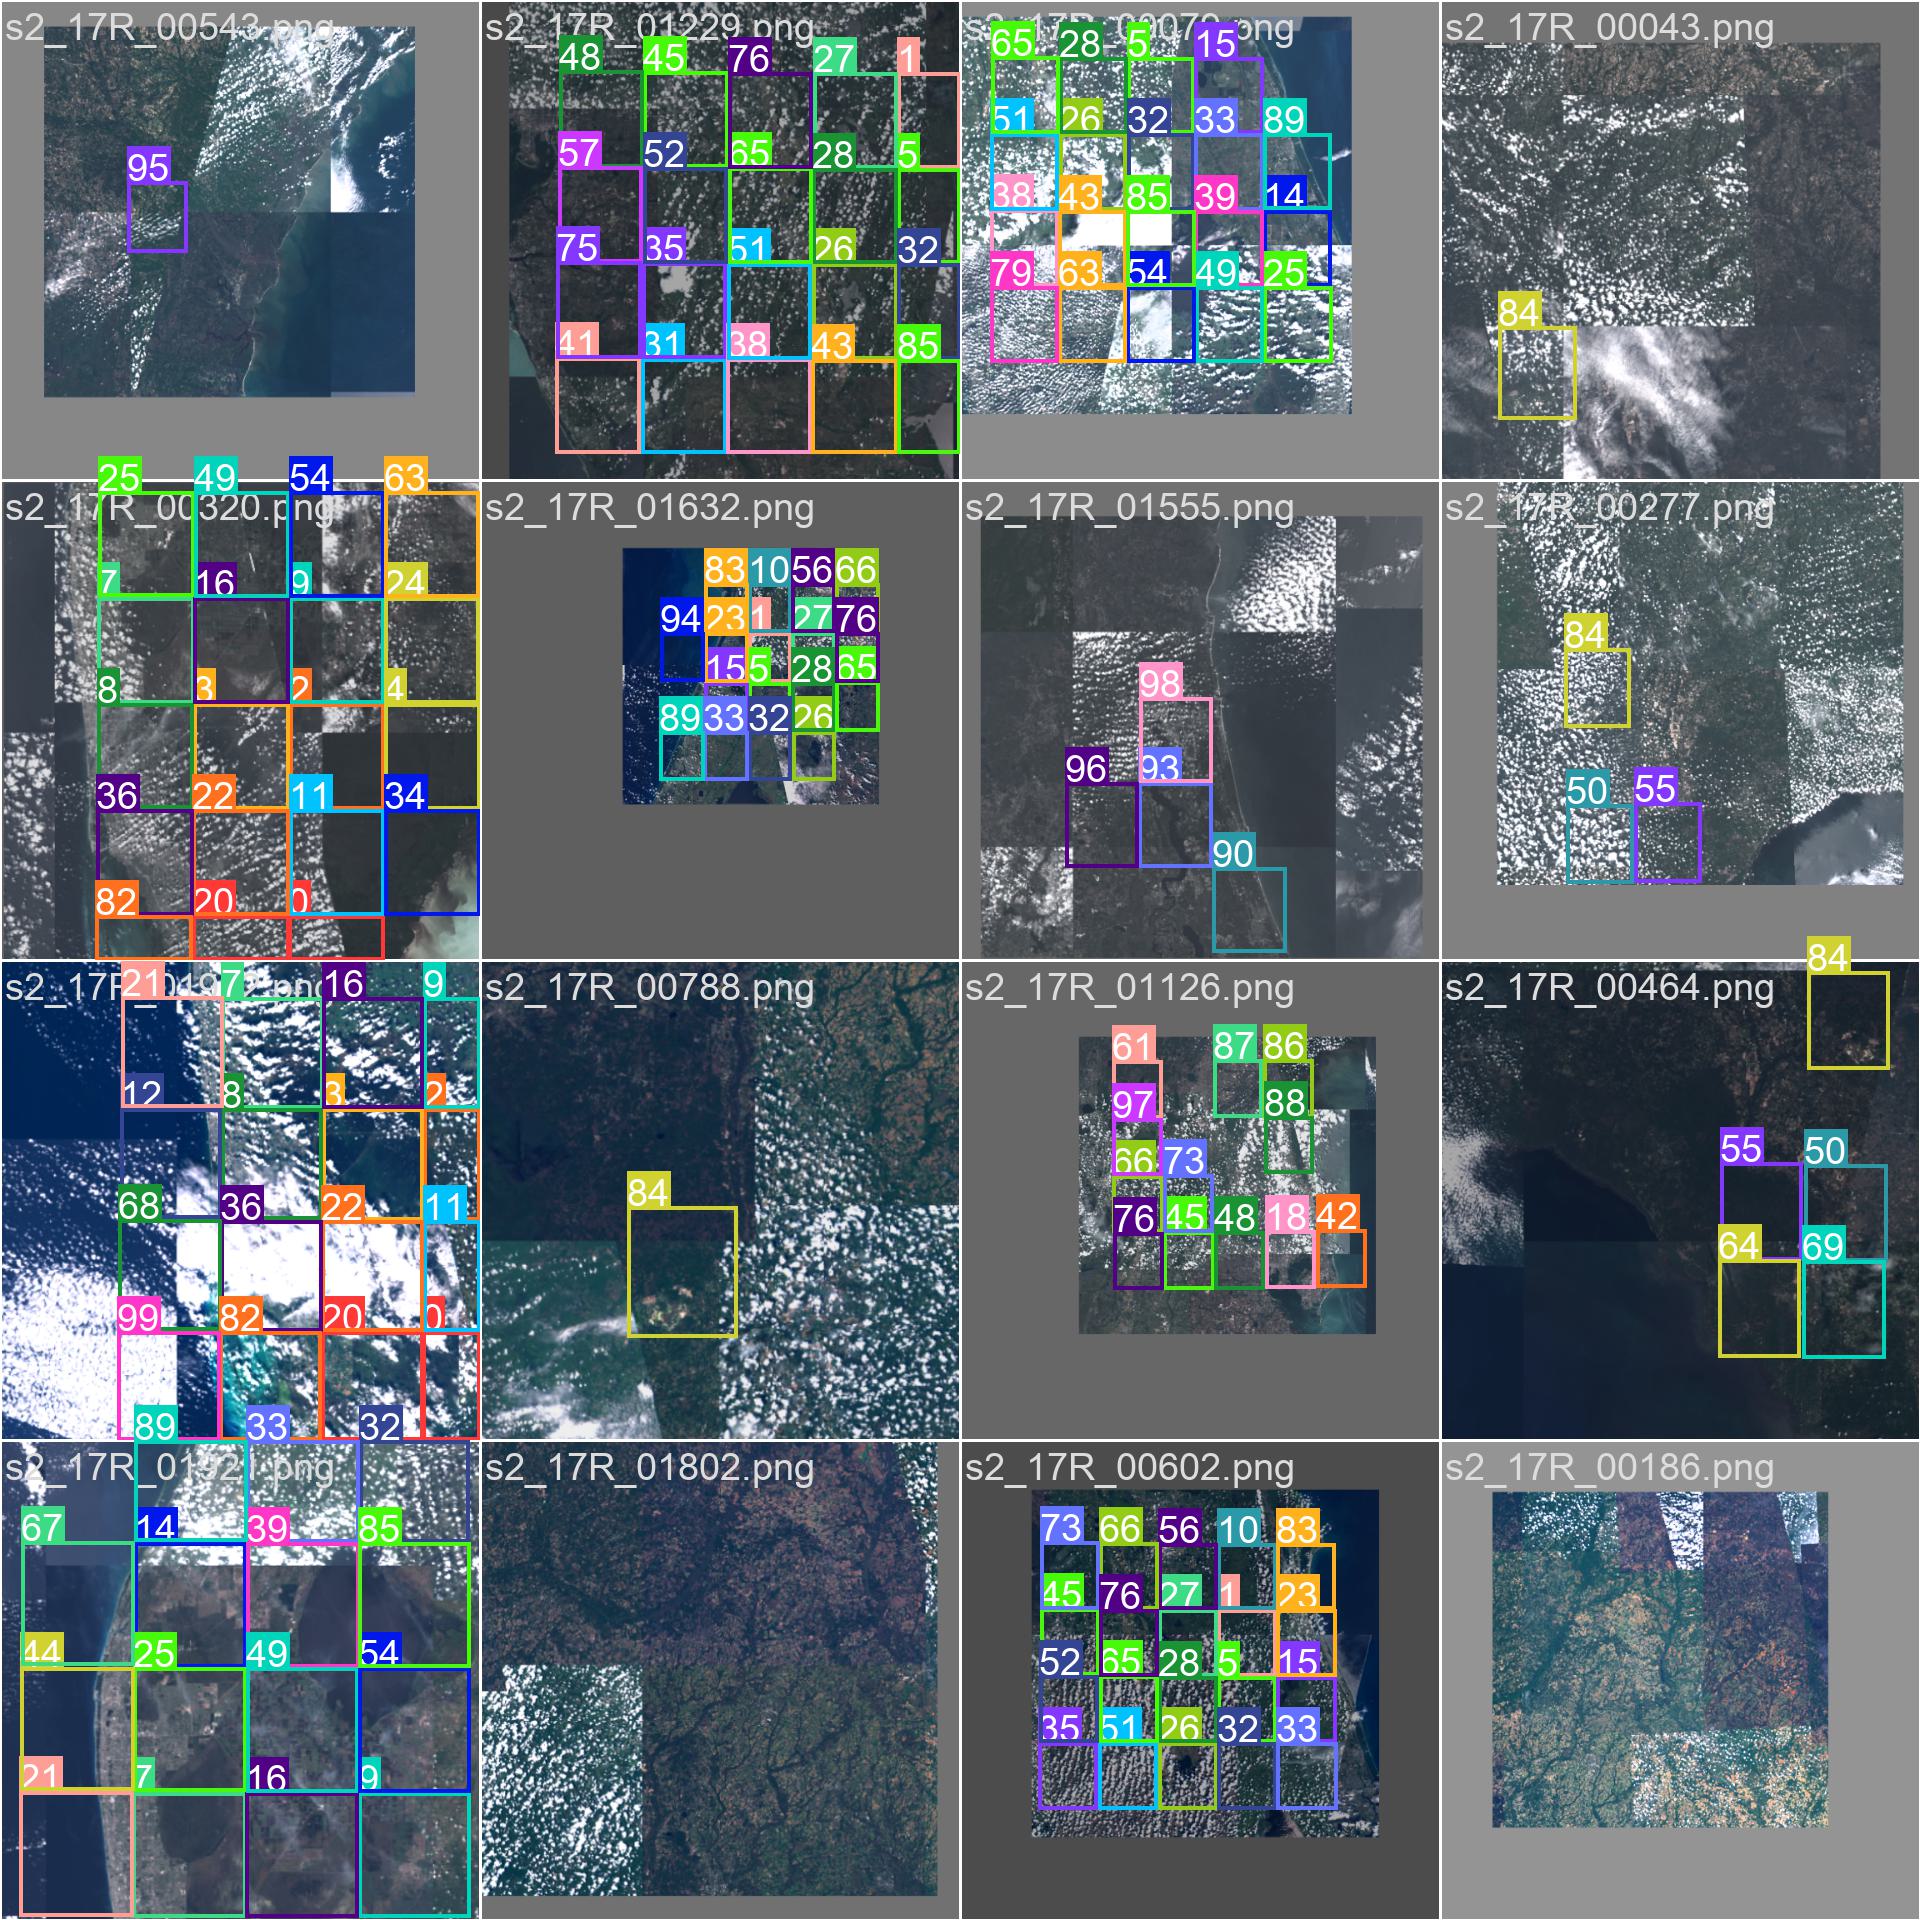 s2_17R_00543.png
95
s2_17R_01229.png
48 45 76 27 1
57 52 65 28 5
75 35 51 26 32
41 31 38 43 85
65 28 5 15
51 26 32 33 89
38 43 85 39 14
79 63 54 49 25
s2_17R_00043.png
84
25 49 54 63
s2_17R_00320.png
7 16 9 24
8 3 2 4
36 22 11 34
82 20 0
s2_17R_01632.png
83 10 56 66
94 23 1 27 76
15 5 28 65
89 33 32 26
s2_17R_01555.png
98
96 93
90
s2_17R_00277.png
84
50 55
21 7 16 9
12 8 3 2
68 36 22 11
99 82 20 0
s2_17R_00788.png
84
s2_17R_01126.png
61 87 86
97 88
66 73
76 45 48 18 42
84
s2_17R_00464.png
55 50
64 69
89 33 32
s2_17R_01921.png
67 14 39 85
44 25 49 54
21 7 16 9
s2_17R_01802.png
s2_17R_00602.png
73 66 56 10 83
45 76 27 1 23
52 65 28 5 15
35 51 26 32 33
s2_17R_00186.png